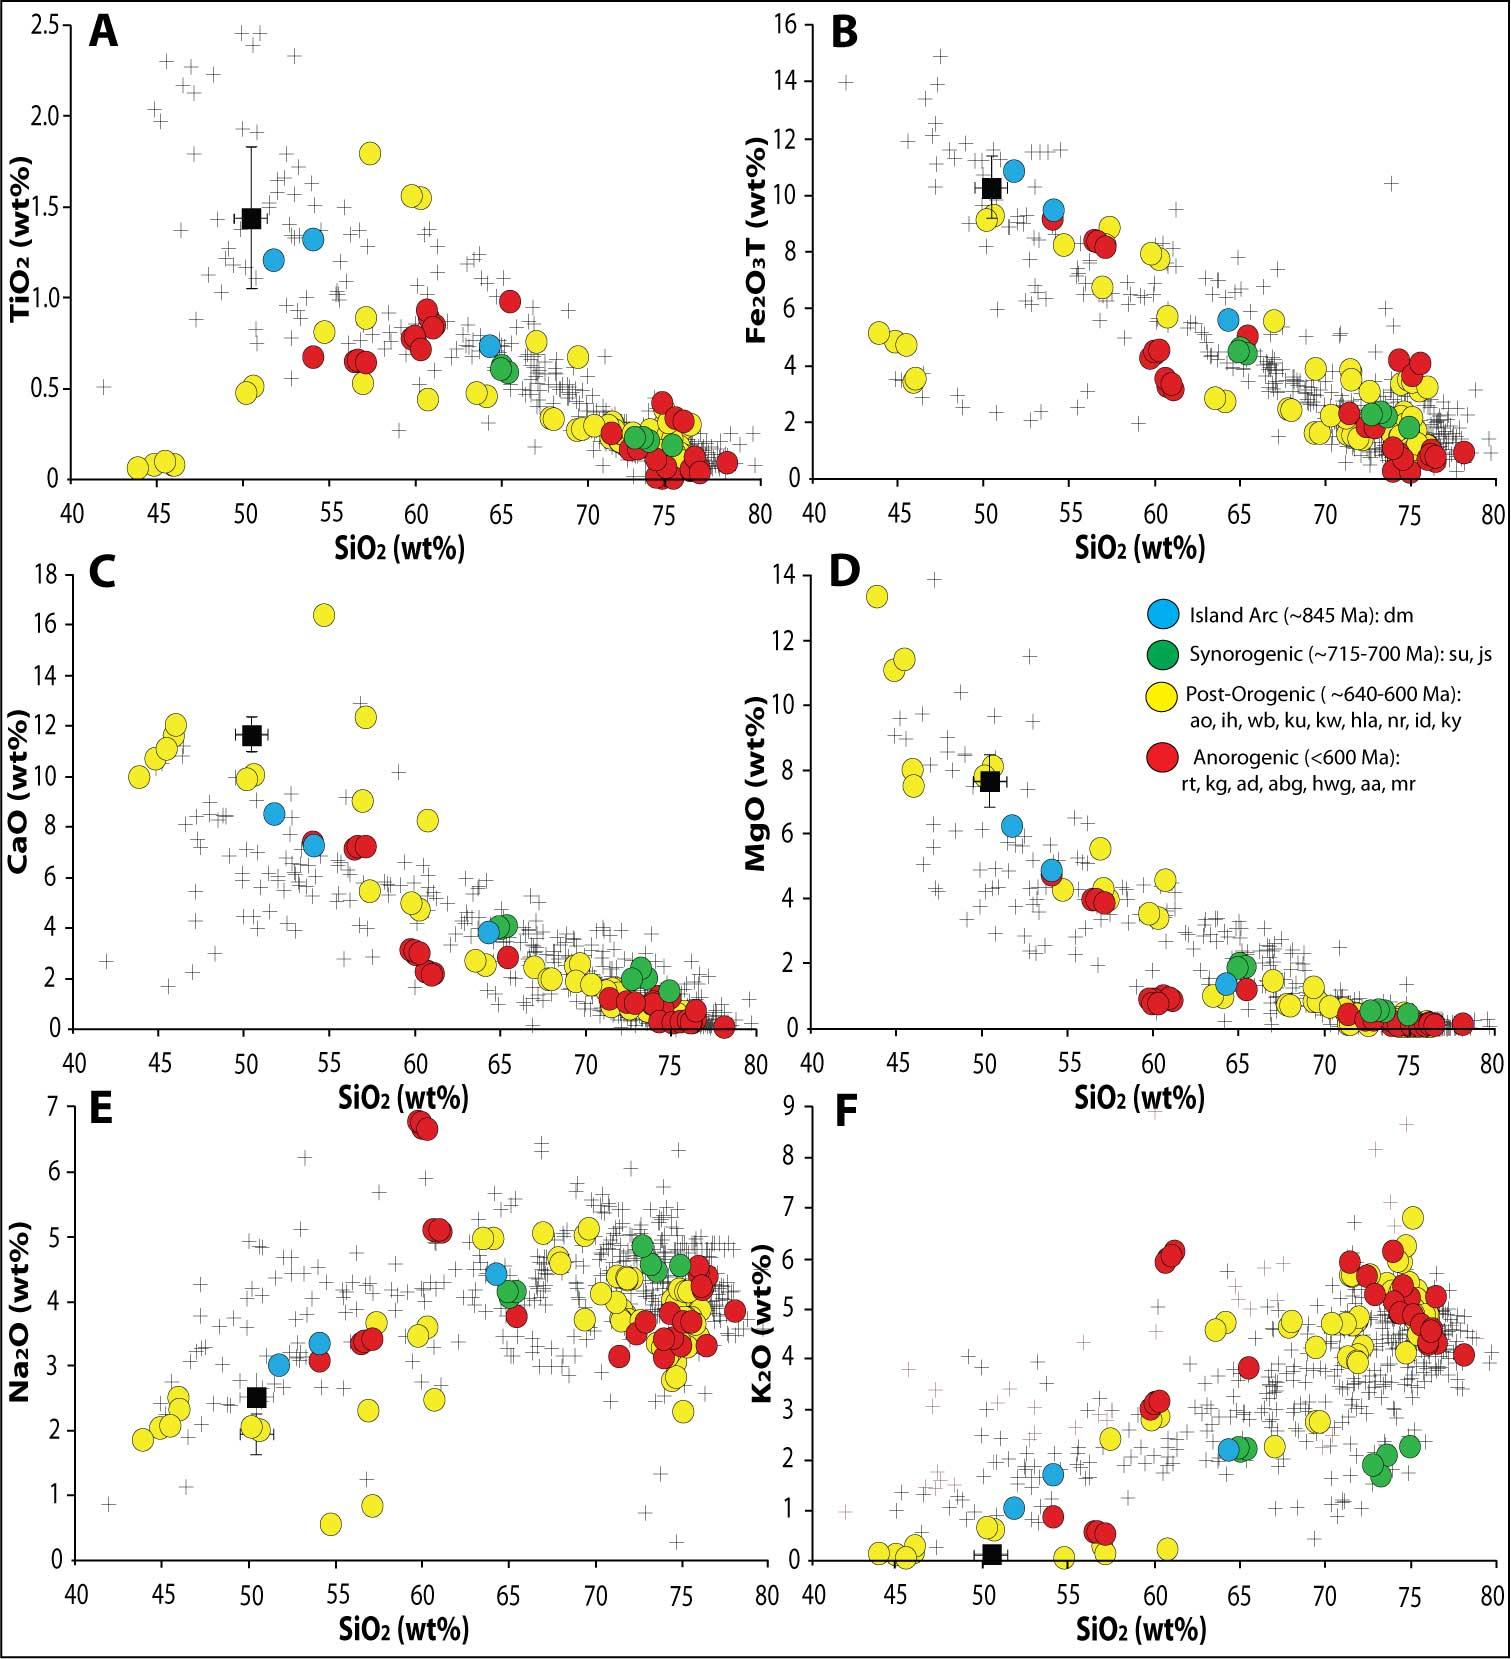 A
2.5
2.0
1.5
1.0
0.5
0
TiO₂ (wt%)
40 45 50 55 60 65 70 75 80
SiO₂ (wt%)
B
16
14
12
10
8
6
4
2
0
Fe₂O₃T (wt%)
40 45 50 55 60 65 70 75 80
SiO₂ (wt%)
C
18
16
14
12
10
8
6
4
2
0
CaO (wt%)
40 45 50 55 60 65 70 75 80
SiO₂ (wt%)
D
14
12
10
8
6
4
2
0
MgO (wt%)
Island Arc (~845 Ma): dm
Synorogenic (~715-700 Ma): su, js
Post-Orogenic ( ~640-600 Ma):
ao, ih, wb, ku, kw, hla, nr, id, ky
Anorogenic (<600 Ma):
rt, kg, ad, abg, hwg, aa, mr
40 45 50 55 60 65 70 75 80
SiO₂ (wt%)
E
7
6
5
4
3
2
1
0
Na₂O (wt%)
40 45 50 55 60 65 70 75 80
SiO₂ (wt%)
F
9
8
7
6
5
4
3
2
1
0
K₂O (wt%)
40 45 50 55 60 65 70 75 80
SiO₂ (wt%)